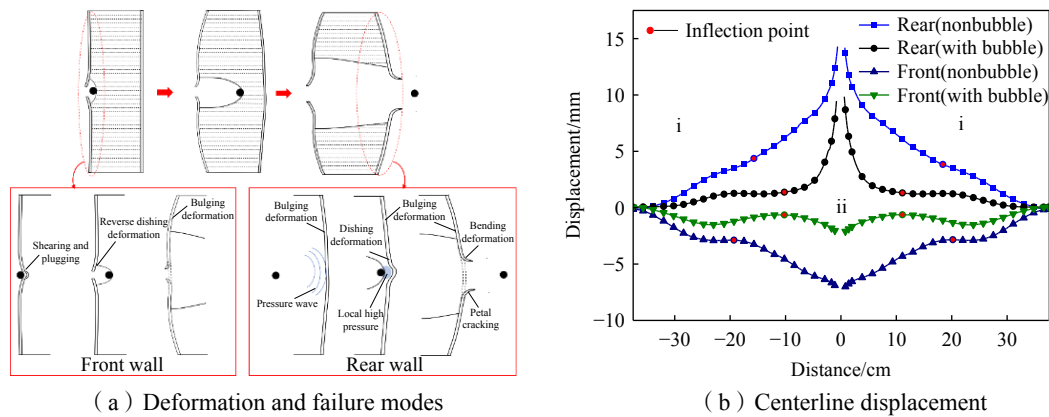 Bulging
deformation
Reverse dishing
deformation
Shearing and
plugging
Front wall
Bulging
deformation
Bulging
deformation
Dishing
deformation
Bending
deformation
Pressure wave
Local high
pressure
Petal
cracking
Rear wall
（a）Deformation and failure modes
Inflection point
Rear(nonbubble)
Rear(with bubble)
Front(nonbubble)
Front(with bubble)
i
i
ii
15
10
5
0
−5
−10
Displacement/mm
−30
−20
−10
0
10
20
30
Distance/cm
（b）Centerline displacement